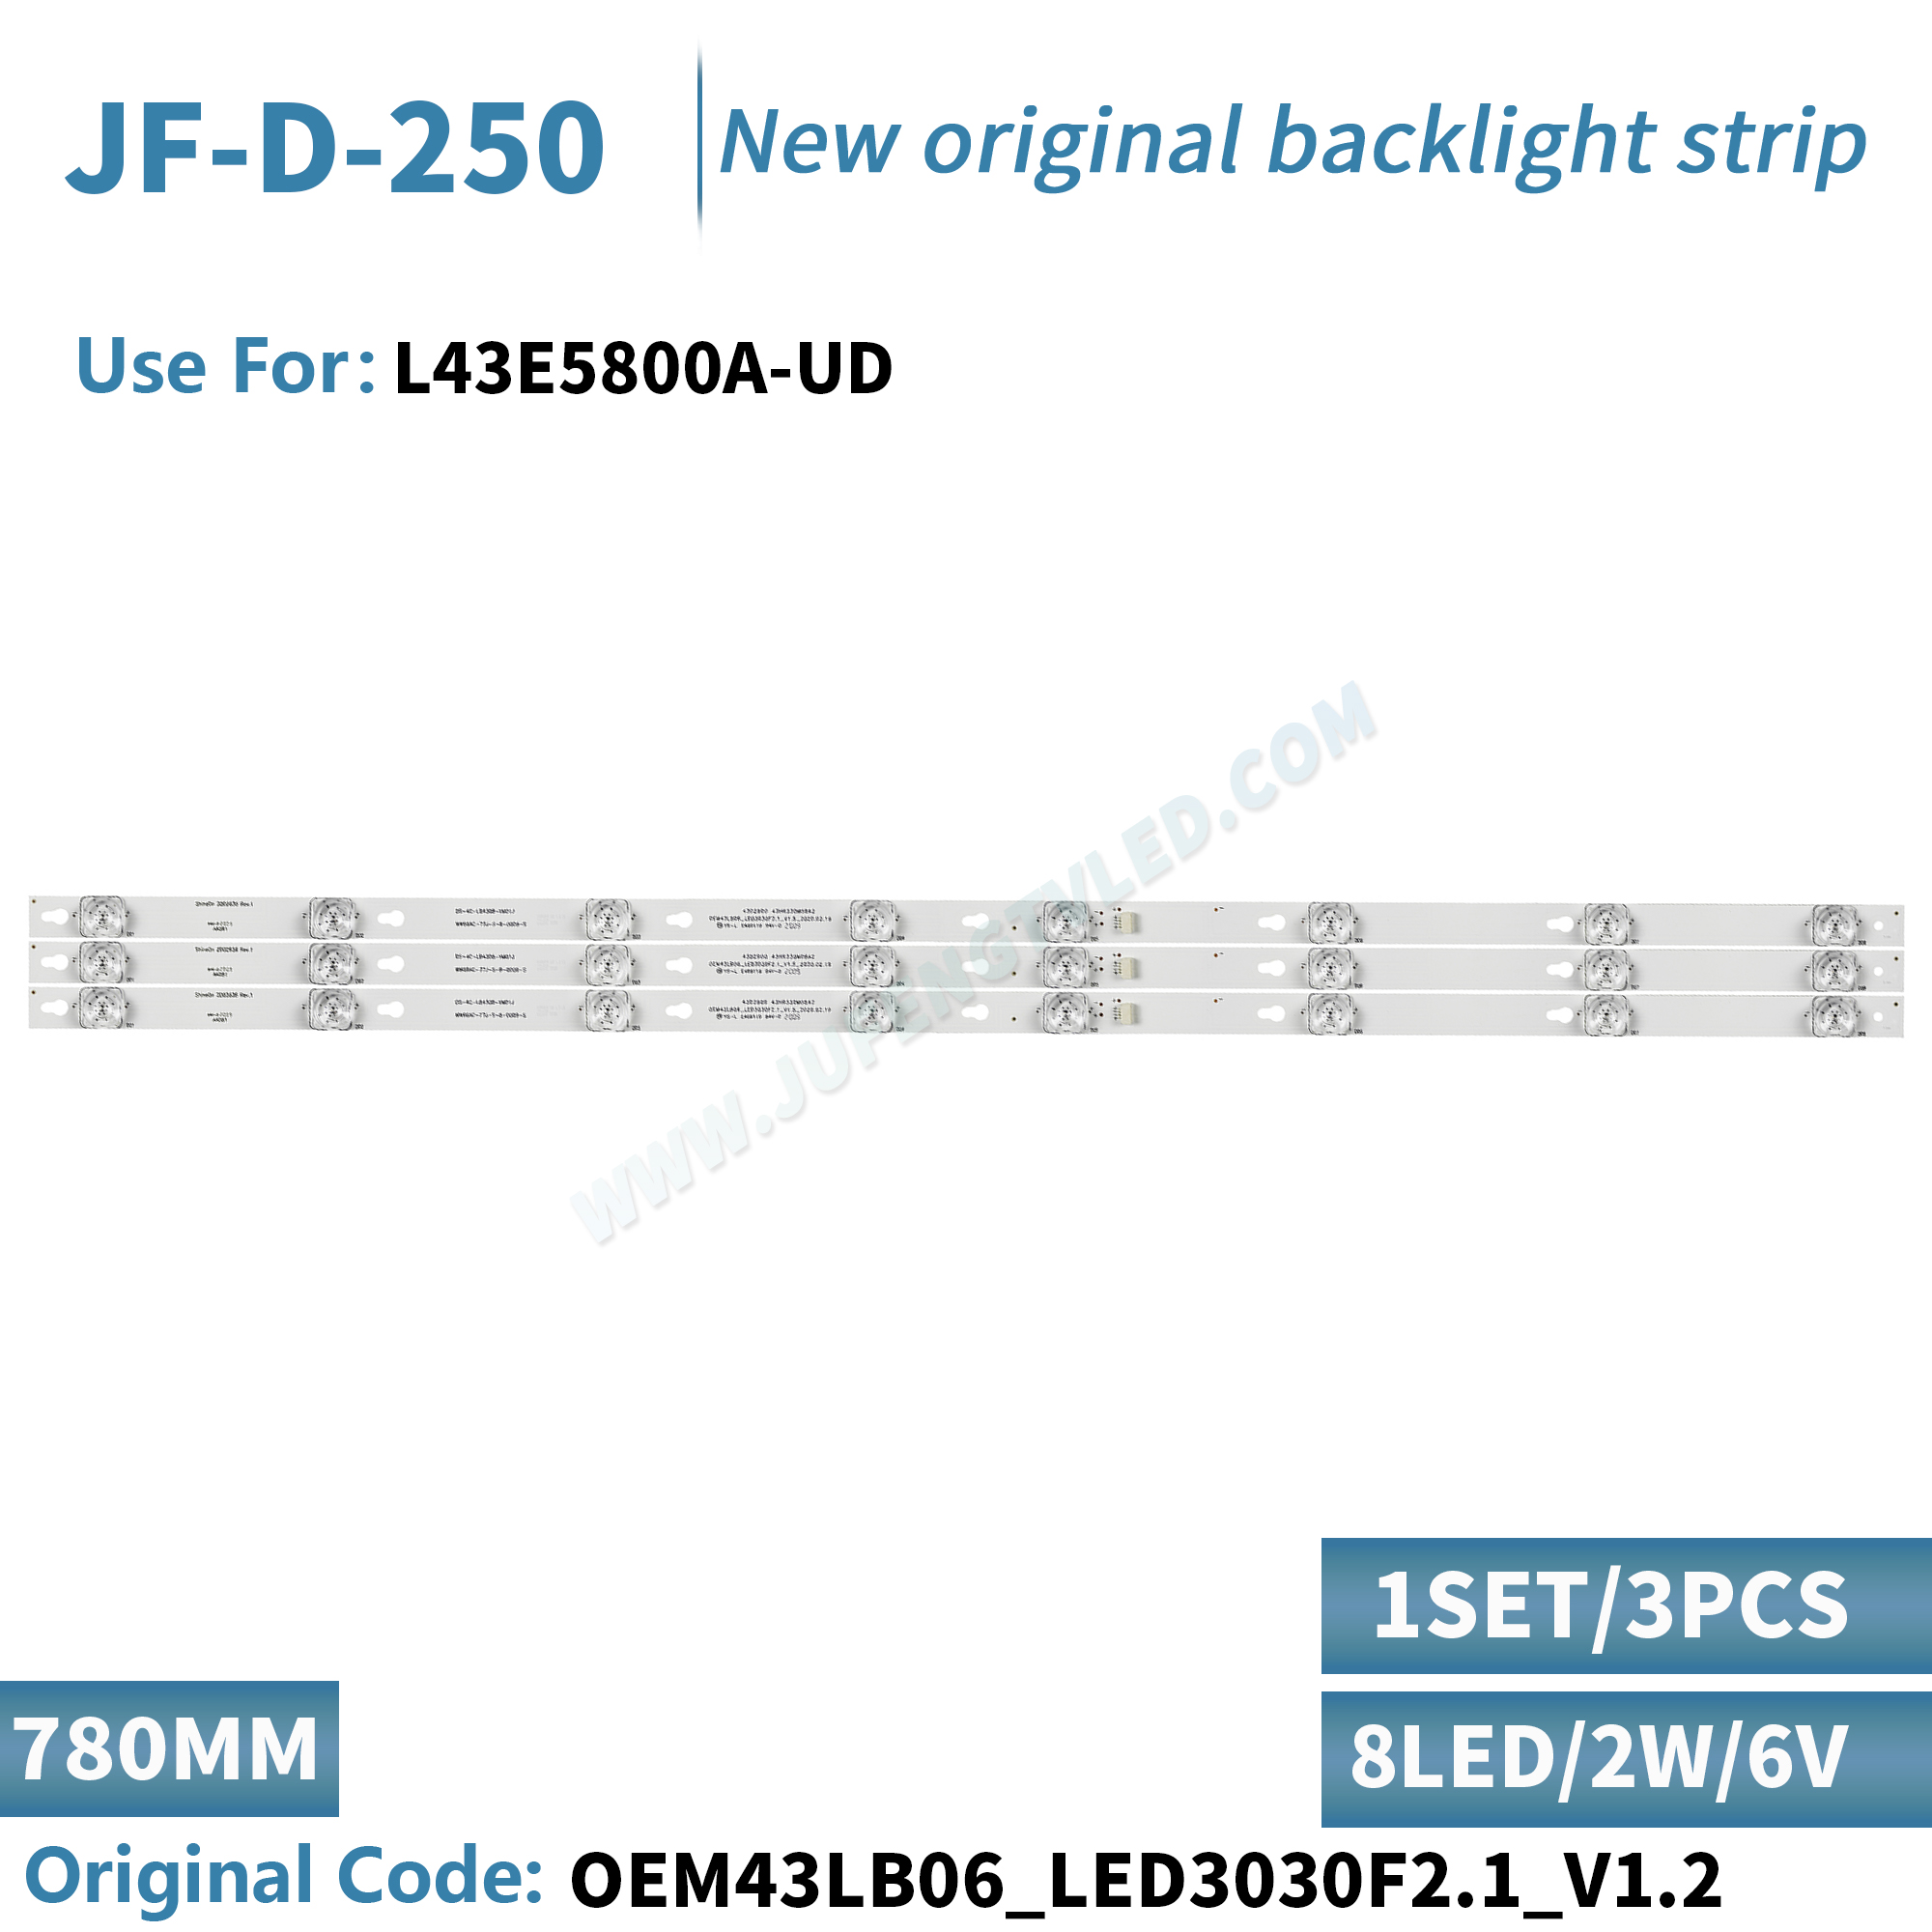 JF-D-250
New original backlight strip
Use For: L43E5800A-UD
WWW.JUFENGTVLED.COM
1SET/3PCS
780MM
8LED/2W/6V
Original Code: OEM43LB06_LED3030F2.1_V1.2